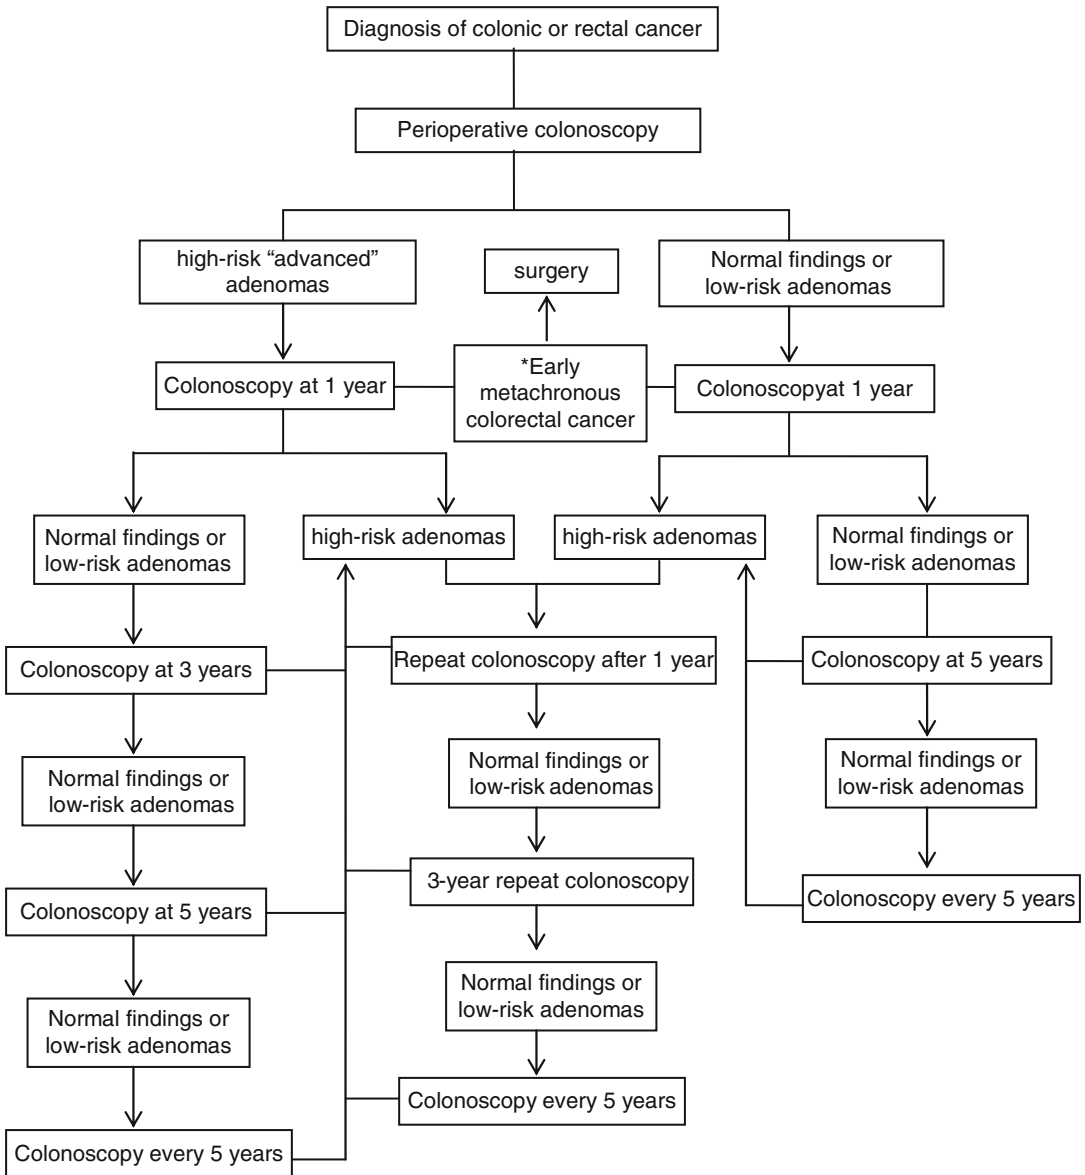 Diagnosis of colonic or rectal cancer
Perioperative colonoscopy
high-risk “advanced”
adenomas
surgery
Normal findings or
low-risk adenomas
Colonoscopy at 1 year
*Early
metachronous
colorectal cancer
Colonoscopyat 1 year
Normal findings or
low-risk adenomas
high-risk adenomas
high-risk adenomas
Normal findings or
low-risk adenomas
Colonoscopy at 3 years
Repeat colonoscopy after 1 year
Colonoscopy at 5 years
Normal findings or
low-risk adenomas
Normal findings or
low-risk adenomas
Normal findings or
low-risk adenomas
Colonoscopy at 5 years
3-year repeat colonoscopy
Colonoscopy every 5 years
Normal findings or
low-risk adenomas
Normal findings or
low-risk adenomas
Colonoscopy every 5 years
Colonoscopy every 5 years